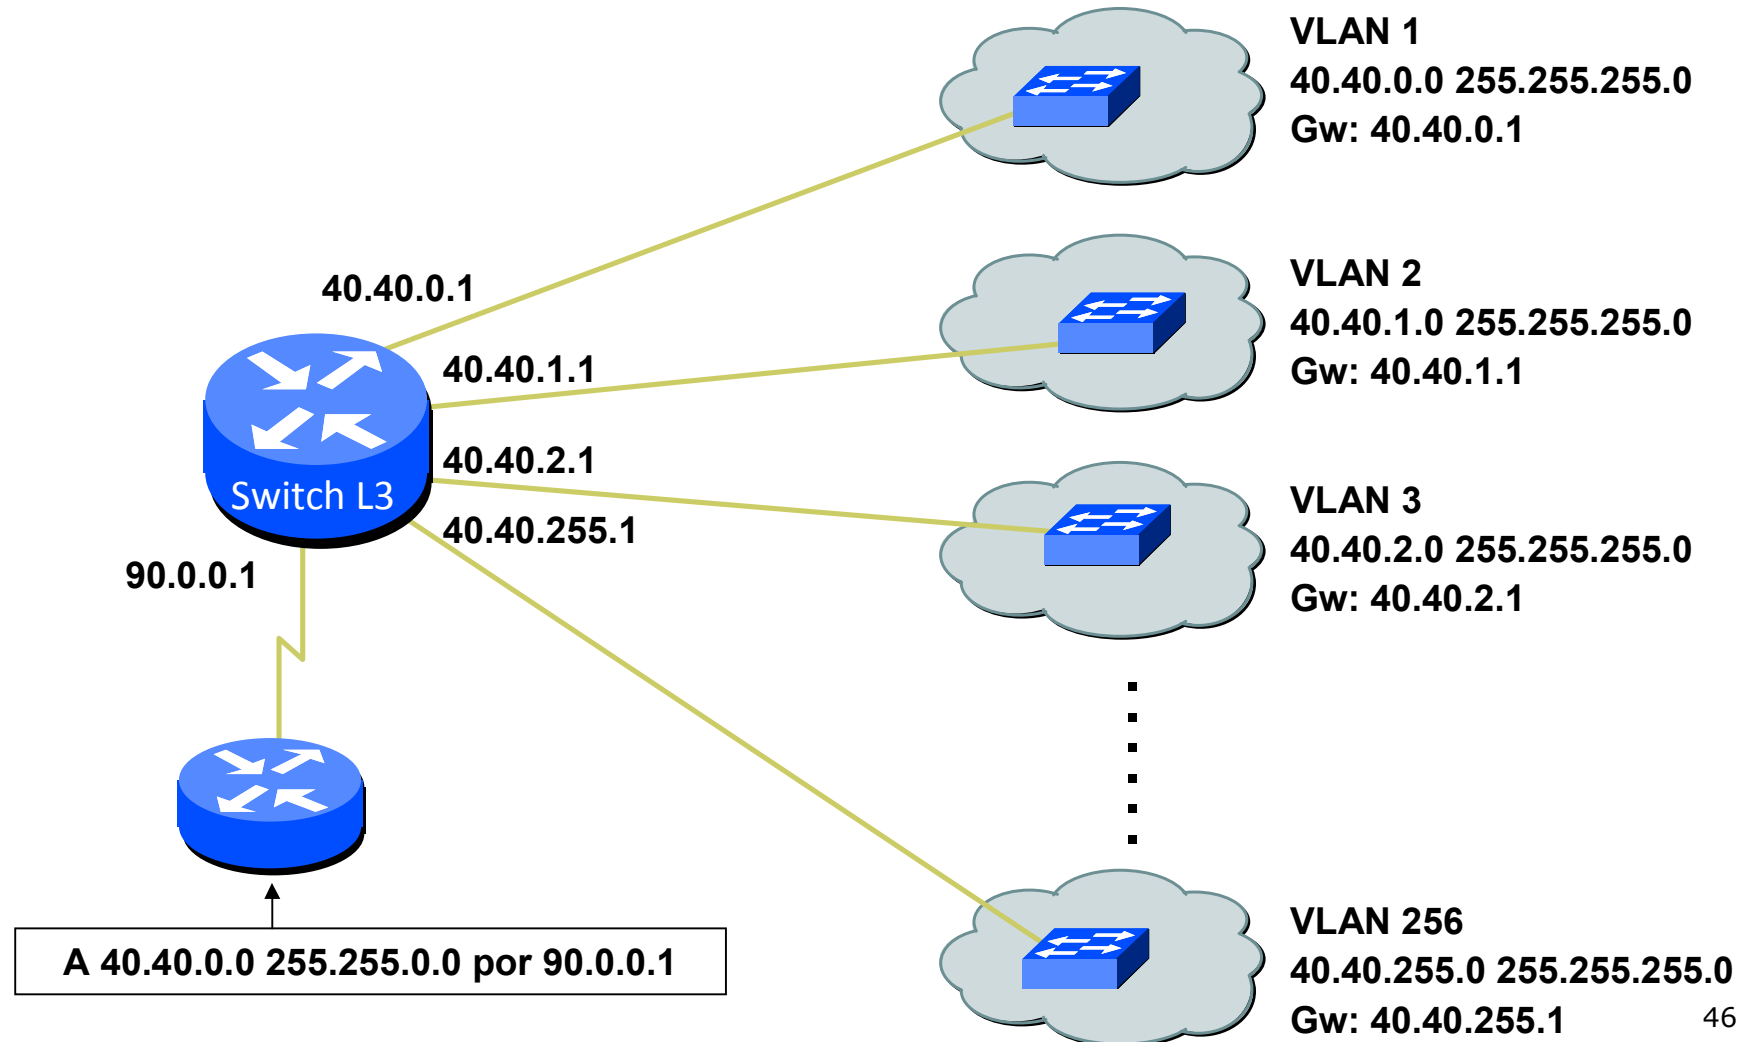 VLAN 1
40.40.0.0 255.255.255.0
Gw: 40.40.0.1
VLAN 2
40.40.1.0 255.255.255.0
Gw: 40.40.1.1
40.40.0.1
40.40.1.1
40.40.2.1
Switch L3
40.40.255.1
90.0.0.1
VLAN 3
40.40.2.0 255.255.255.0
Gw: 40.40.2.1
A 40.40.0.0 255.255.0.0 por 90.0.0.1
VLAN 256
40.40.255.0 255.255.255.0
Gw: 40.40.255.1
46